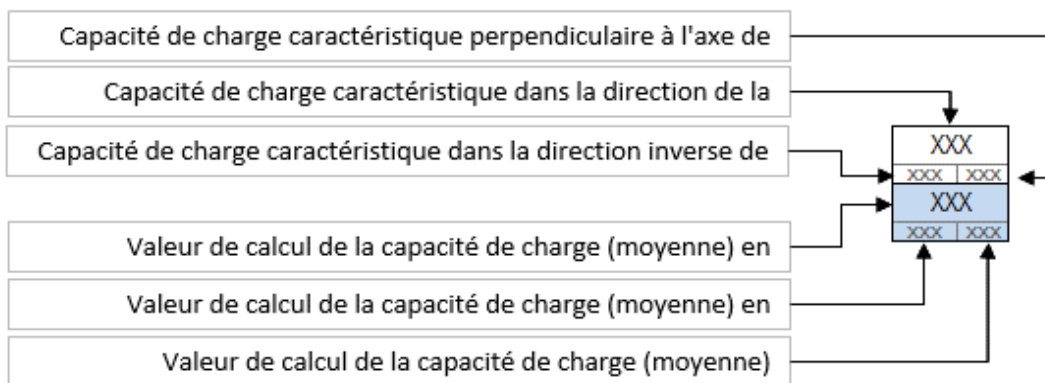 Capacité de charge caractéristique perpendiculaire à l'axe de
Capacité de charge caractéristique dans la direction de la
Capacité de charge caractéristique dans la direction inverse de
XXX
xxx xxx
XXX
xxx xxx
Valeur de calcul de la capacité de charge (moyenne) en
Valeur de calcul de la capacité de charge (moyenne) en
Valeur de calcul de la capacité de charge (moyenne)